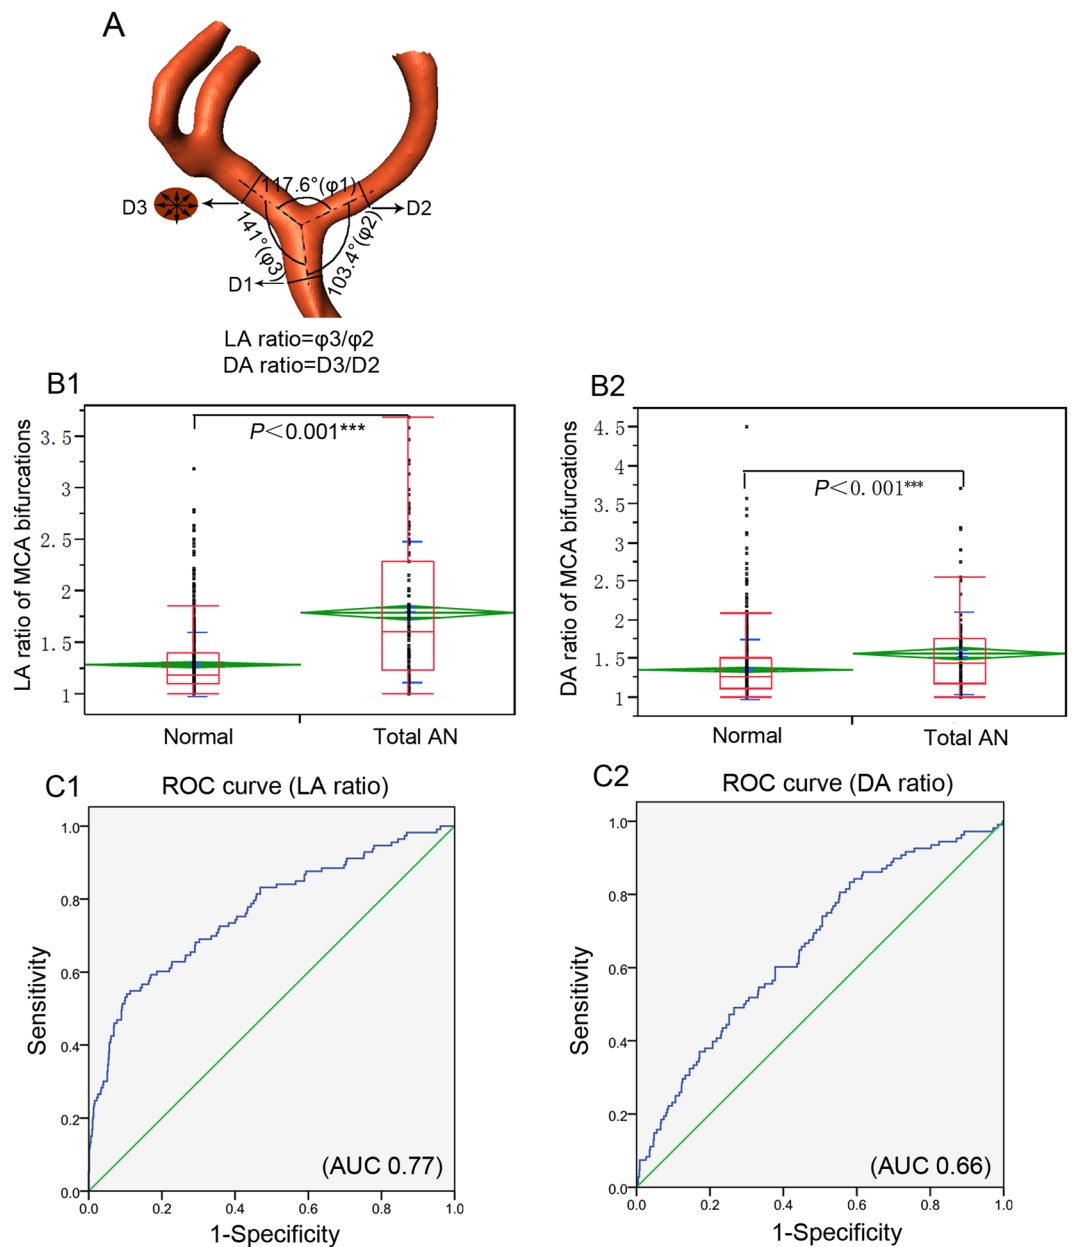 A
117.6°(φ1)
D3
D2
141°(φ3)
103.4°(φ2)
D1
LA ratio=φ3/φ2
DA ratio=D3/D2
B1
LA ratio of MCA bifurcations
3.5
3
2.5
2
1.5
1
P<0.001***
Normal
Total AN
B2
DA ratio of MCA bifurcations
4.5
4
3.5
3
2.5
2
1.5
1
P<0.001***
Normal
Total AN
C1
ROC curve (LA ratio)
Sensitivity
1.0
0.8
0.6
0.4
0.2
0.0
(AUC 0.77)
0.0
0.2
0.4
0.6
0.8
1.0
1-Specificity
C2
ROC curve (DA ratio)
Sensitivity
1.0
0.8
0.6
0.4
0.2
0.0
(AUC 0.66)
0.0
0.2
0.4
0.6
0.8
1.0
1-Specificity